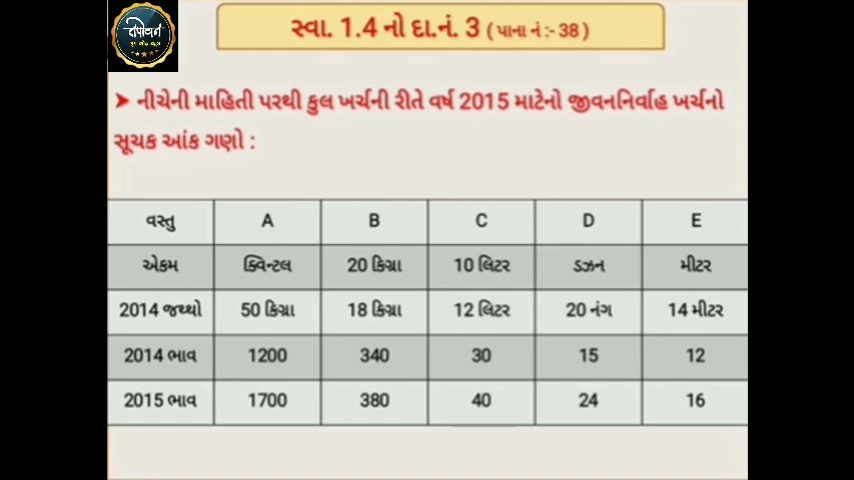 તપોવન
સ્વા. 1.4 નો દા.નં. 3 ( પાના નં :- 38 )
➤ નીચેની માહિતી પરથી કુલ ખર્ચની રીતે વર્ષ 2015 માટેનો જીવનનિર્વાહ ખર્ચનો
સૂચક આંક ગણો :
વસ્તુ A B C D E
એકમ ક્વિન્ટલ 20 કિગ્રા 10 લિટર ડઝન મીટર
2014 જથ્થો 50 કિગ્રા 18 કિગ્રા 12 લિટર 20 નંગ 14 મીટર
2014 ભાવ 1200 340 30 15 12
2015 ભાવ 1700 380 40 24 16